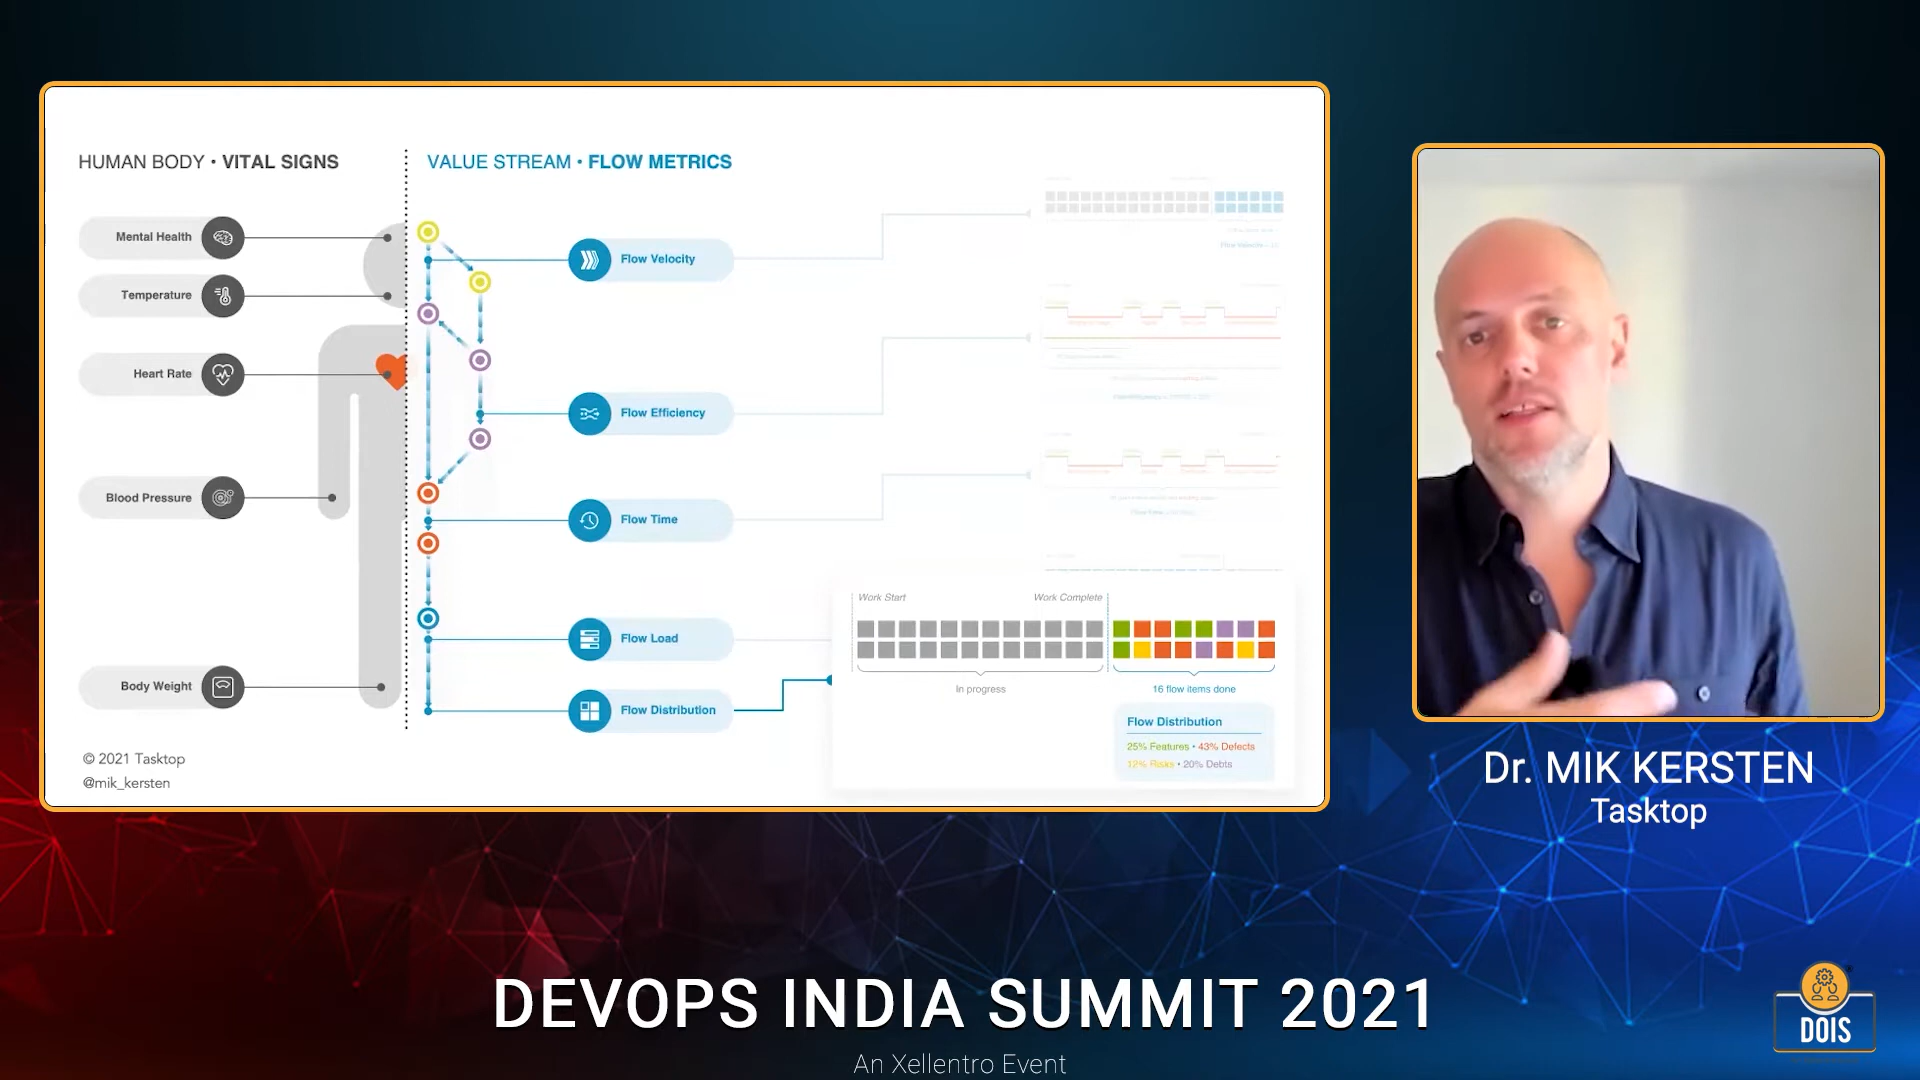 HUMAN BODY • VITAL SIGNS
VALUE STREAM • FLOW METRICS
Mental Health
Temperature
Heart Rate
Blood Pressure
Body Weight
Flow Velocity
Flow Efficiency
Flow Time
Flow Load
Flow Distribution
Work Start
Work Complete
In progress
16 flow items done
Flow Distribution
25% Features • 43% Defects
12% Risks • 20% Debts
© 2021 Tasktop
@mik_kersten
Dr. MIK KERSTEN
Tasktop
DEVOPS INDIA SUMMIT 2021
An Xellentro Event
DOIS